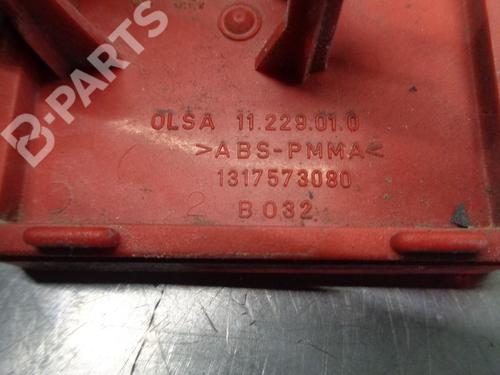 B-PARTS
OLSA 11.229.01.0
>ABS-PMMA<
1317573080
B 032